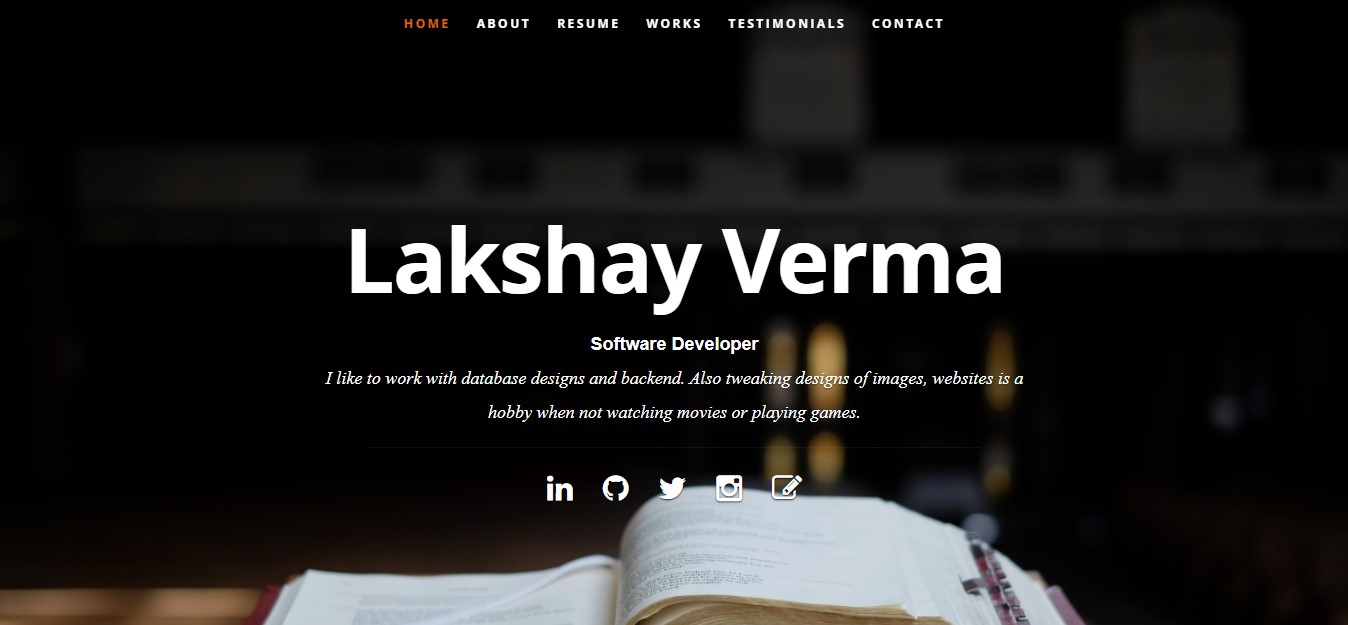 HOME ABOUT RESUME WORKS TESTIMONIALS CONTACT
Lakshay Verma
Software Developer
I like to work with database designs and backend. Also tweaking designs of images, websites is a
hobby when not watching movies or playing games.
in